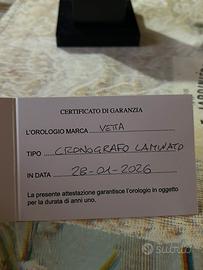 CERTIFICATO DI GARANZIA
L'OROLOGIO MARCA VETTA
TIPO CRONOGRAFO LAMINATO
IN DATA 28-01-2026
La presente attestazione garantisce l'orologio in oggetto
per la durata di anni uno.
subito